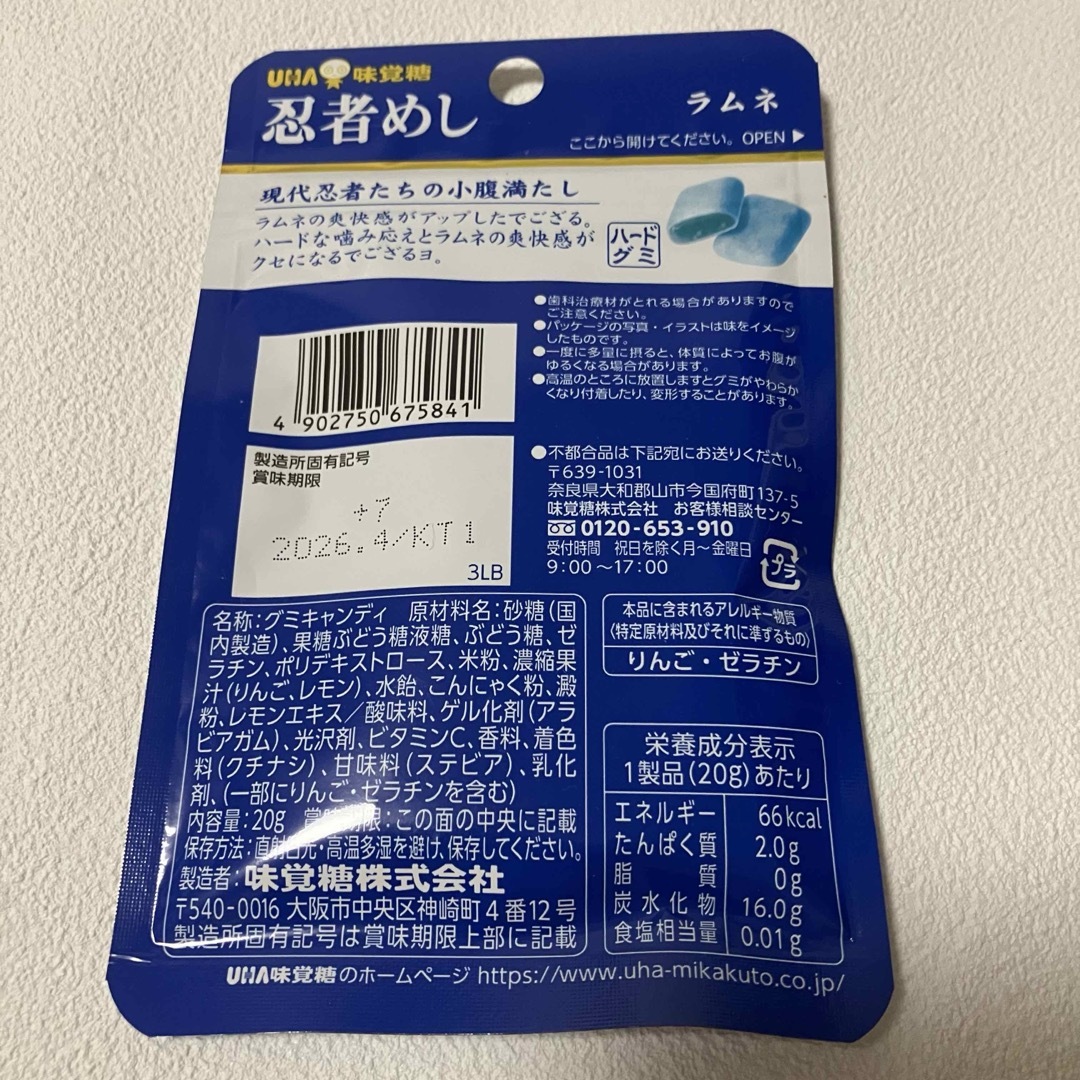 UHA味覚糖
忍者めし
ラムネ
ここから開けてください。OPEN▶
現代忍者たちの小腹満たし
ラムネの爽快感がアップしたでござる。
ハードな噛み応えとラムネの爽快感が
クセになるでござるヨ。
ハード
グミ
●歯科治療材がとれる場合がありますので
ご注意ください。
●パッケージの写真・イラストは味をイメージ
したものです。
●一度に多量に摂ると、体質によってお腹が
ゆるくなる場合があります。
●高温のところに放置しますとグミがやわらか
くなり付着したり、変形することがあります。
4 902750 675841
製造所固有記号
賞味期限
+7
2026.4/KT1
3LB
●不都合品は下記宛にお送りください。
〒639-1031
奈良県大和郡山市今国府町137-5
味覚糖株式会社 お客様相談センター
0120-653-910
受付時間 祝日を除く月~金曜日
9:00~17:00
プラ
名称:グミキャンディ 原材料名:砂糖(国
内製造)、果糖ぶどう糖液糖、ぶどう糖、ゼ
ラチン、ポリデキストロース、米粉、濃縮果
汁(りんご、レモン)、水飴、こんにゃく粉、澱
粉、レモンエキス/酸味料、ゲル化剤(アラ
ビアガム)、光沢剤、ビタミンC、香料、着色
料(クチナシ)、甘味料(ステビア)、乳化
剤、(一部にりんご・ゼラチンを含む)
内容量:20g 賞味期限:この面の中央に記載
保存方法:直射日光・高温多湿を避け、保存してください。
製造者:味覚糖株式会社
〒540-0016 大阪市中央区神崎町4番12号
製造所固有記号は賞味期限上部に記載
本品に含まれるアレルギー物質
(特定原材料及びそれに準ずるもの)
りんご・ゼラチン
栄養成分表示
1製品(20g)あたり
エネルギー 66kcal
たんぱく質 2.0g
脂質 0g
炭水化物 16.0g
食塩相当量 0.01g
UHA味覚糖のホームページ https://www.uha-mikakuto.co.jp/